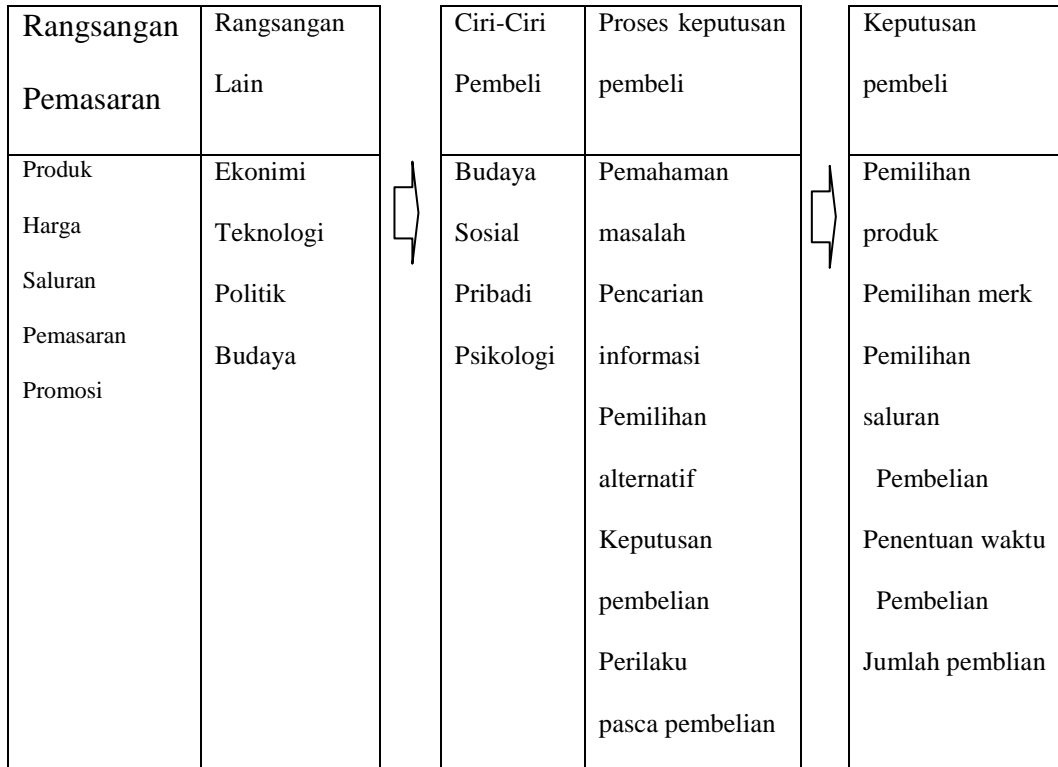 Rangsangan
Pemasaran
Rangsangan
Lain
Ciri-Ciri
Pembeli
Proses keputusan
pembeli
Keputusan
pembeli
Produk
Harga
Saluran
Pemasaran
Promosi
Ekonimi
Teknologi
Politik
Budaya
Budaya
Sosial
Pribadi
Psikologi
Pemahaman
masalah
Pencarian
informasi
Pemilihan
alternatif
Keputusan
pembelian
Perilaku
pasca pembelian
Pemilihan
produk
Pemilihan merk
Pemilihan
saluran
Pembelian
Penentuan waktu
Pembelian
Jumlah pemblian